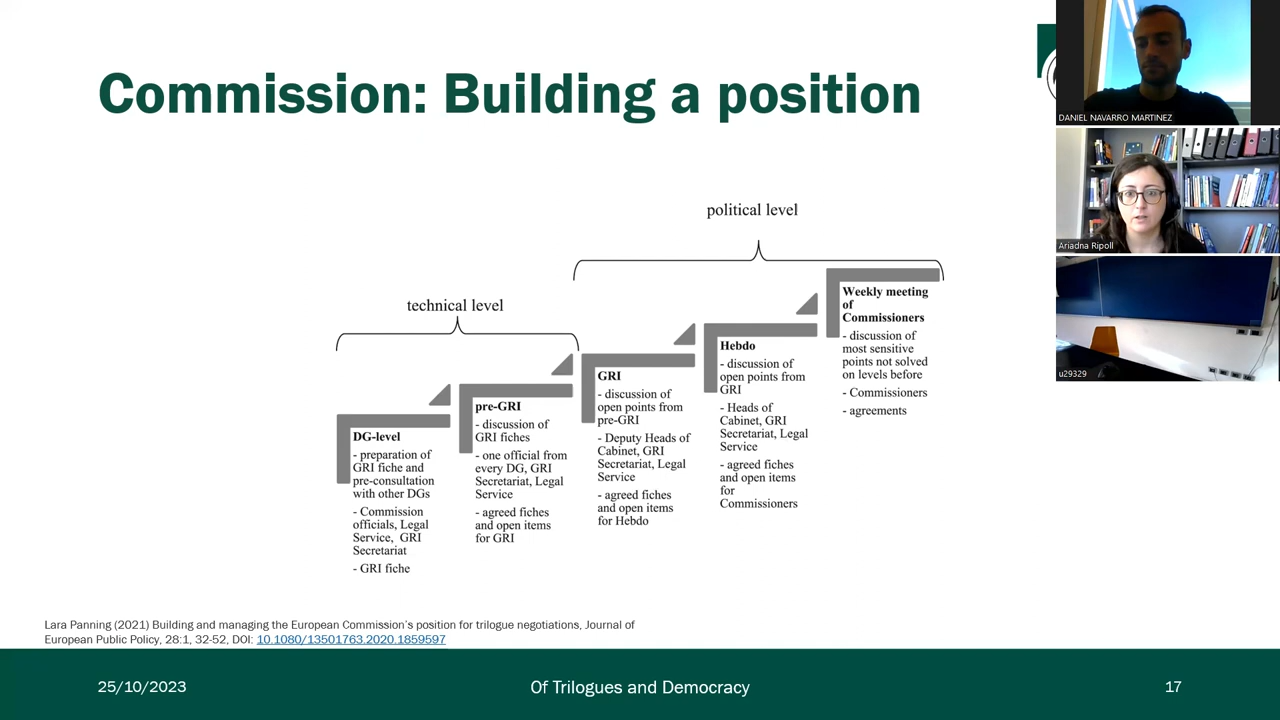 Commission: Building a position
DANIEL NAVARRO MARTINEZ
Ariadna Ripoll
u29329
political level
technical level
DG-level
- preparation of
GRI fiche and
pre-consultation
with other DGs
- Commission
officials, Legal
Service, GRI
Secretariat
- GRI fiche
pre-GRI
- discussion of
GRI fiches
- one official from
every DG, GRI
Secretariat, Legal
Service
- agreed fiches
and open items
for GRI
GRI
- discussion of
open points from
pre-GRI
- Deputy Heads of
Cabinet, GRI
Secretariat, Legal
Service
- agreed fiches
and open items
for Hebdo
Hebdo
- discussion of
open points from
GRI
- Heads of
Cabinet, GRI
Secretariat, Legal
Service
- agreed fiches
and open items
for
Commissioners
Weekly meeting
of
Commissioners
- discussion of
most sensitive
points not solved
on levels before
- Commissioners
- agreements
Lara Panning (2021) Building and managing the European Commission's position for trilogue negotiations, Journal of
European Public Policy, 28:1, 32-52, DOI: 10.1080/13501763.2020.1859597
25/10/2023
Of Trilogues and Democracy
17